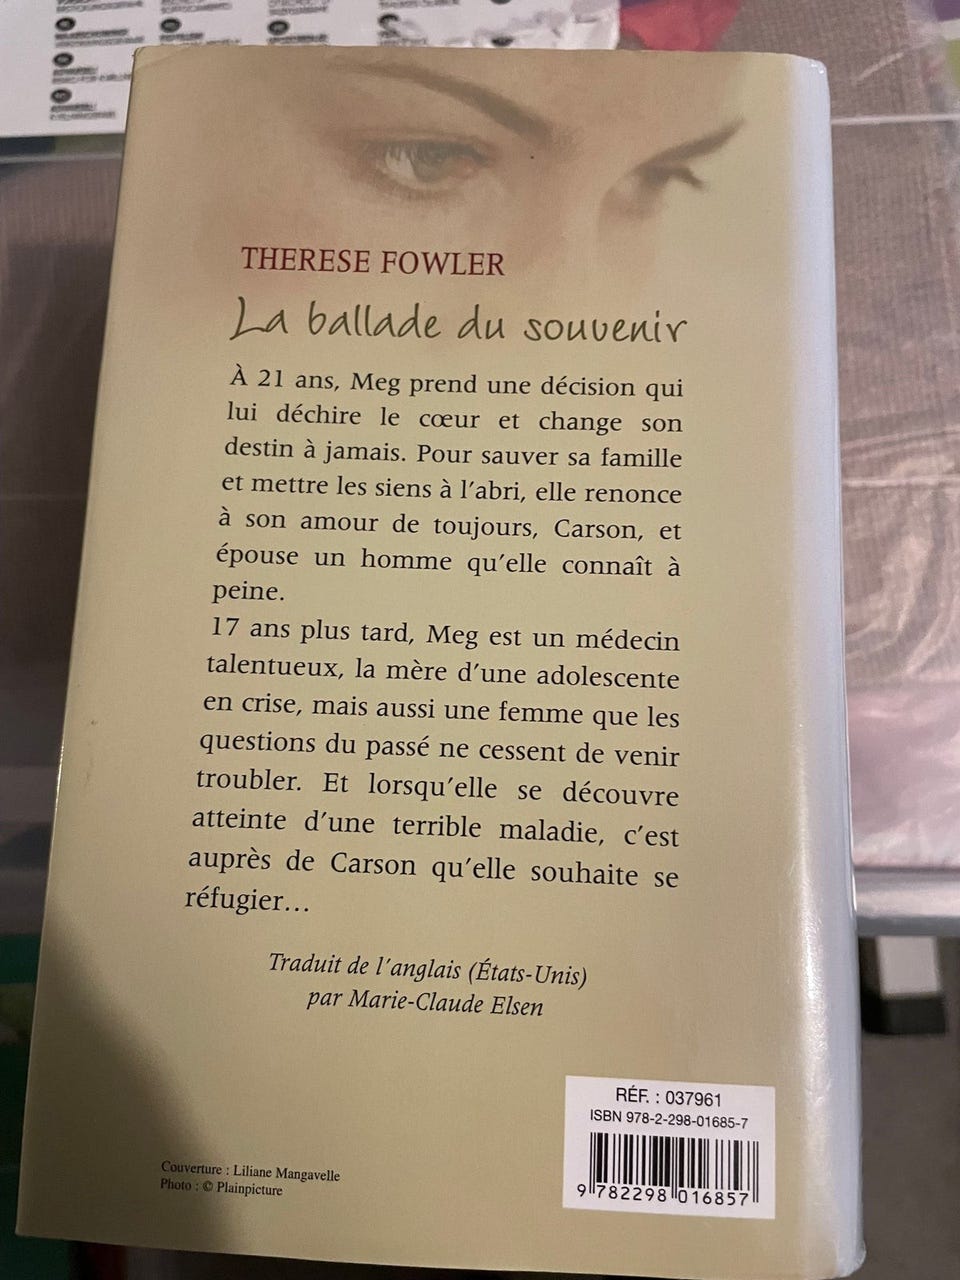 THERESE FOWLER
La ballade du souvenir
À 21 ans, Meg prend une décision qui
lui déchire le cœur et change son
destin à jamais. Pour sauver sa famille
et mettre les siens à l'abri, elle renonce
à son amour de toujours, Carson, et
épouse un homme qu'elle connaît à
peine.
17 ans plus tard, Meg est un médecin
talentueux, la mère d'une adolescente
en crise, mais aussi une femme que les
questions du passé ne cessent de venir
troubler. Et lorsqu'elle se découvre
atteinte d'une terrible maladie, c'est
auprès de Carson qu'elle souhaite se
réfugier…
Traduit de l'anglais (États-Unis)
par Marie-Claude Elsen
RÉF. : 037961
ISBN 978-2-298-01685-7
9 782298 016857
Couverture : Liliane Mangavelle
Photo : © Plainpicture